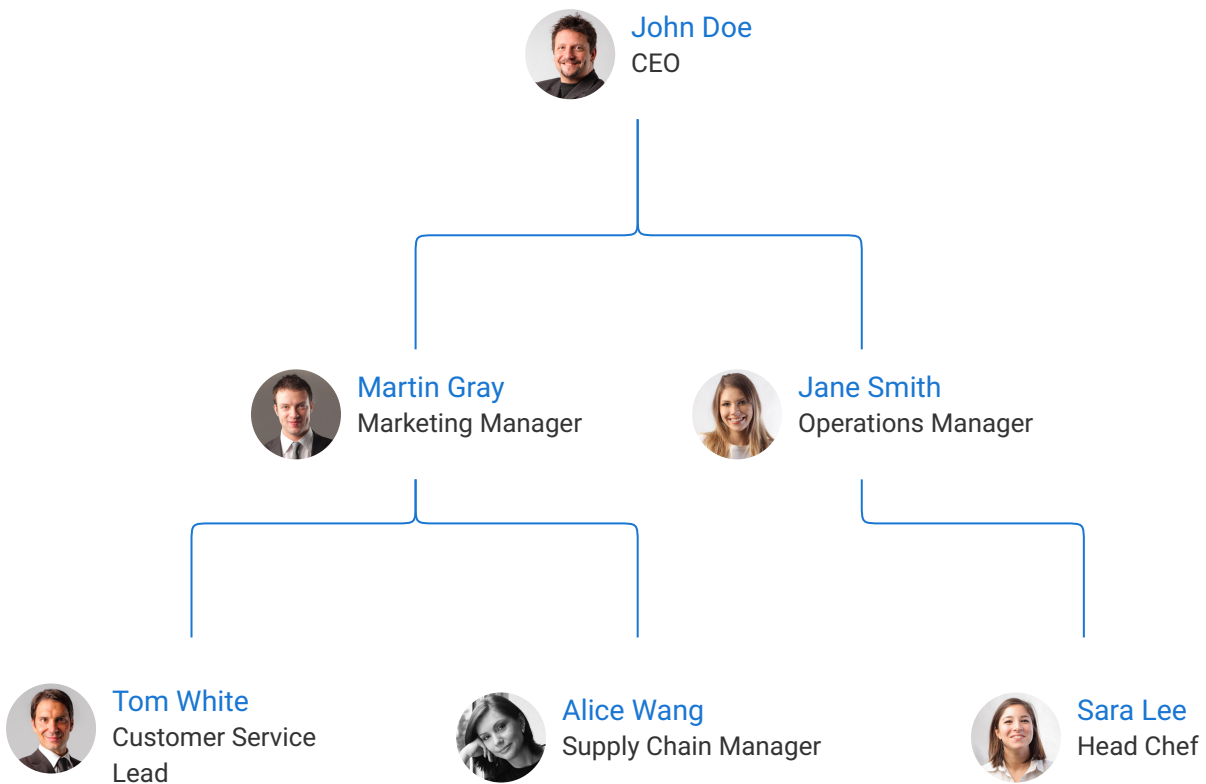 John Doe
CEO
Martin Gray
Marketing Manager
Jane Smith
Operations Manager
Tom White
Customer Service
Lead
Alice Wang
Supply Chain Manager
Sara Lee
Head Chef